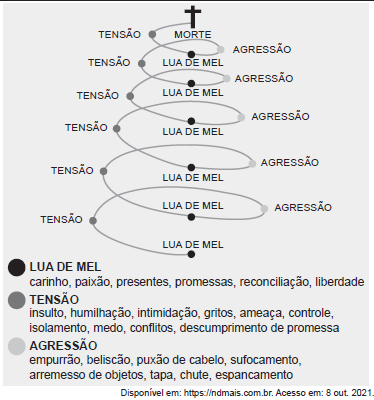 TENSÃO
MORTE
AGRESSÃO
TENSÃO
LUA DE MEL
AGRESSÃO
TENSÃO
LUA DE MEL
AGRESSÃO
TENSÃO
LUA DE MEL
AGRESSÃO
TENSÃO
LUA DE MEL
LUA DE MEL
AGRESSÃO
TENSÃO
LUA DE MEL
LUA DE MEL
carinho, paixão, presentes, promessas, reconciliação, liberdade
TENSÃO
insulto, humilhação, intimidação, gritos, ameaça, controle,
isolamento, medo, conflitos, descumprimento de promessa
AGRESSÃO
empurrão, beliscão, puxão de cabelo, sufocamento,
arremesso de objetos, tapa, chute, espancamento
Disponível em: https://ndmais.com.br. Acesso em: 8 out. 2021.